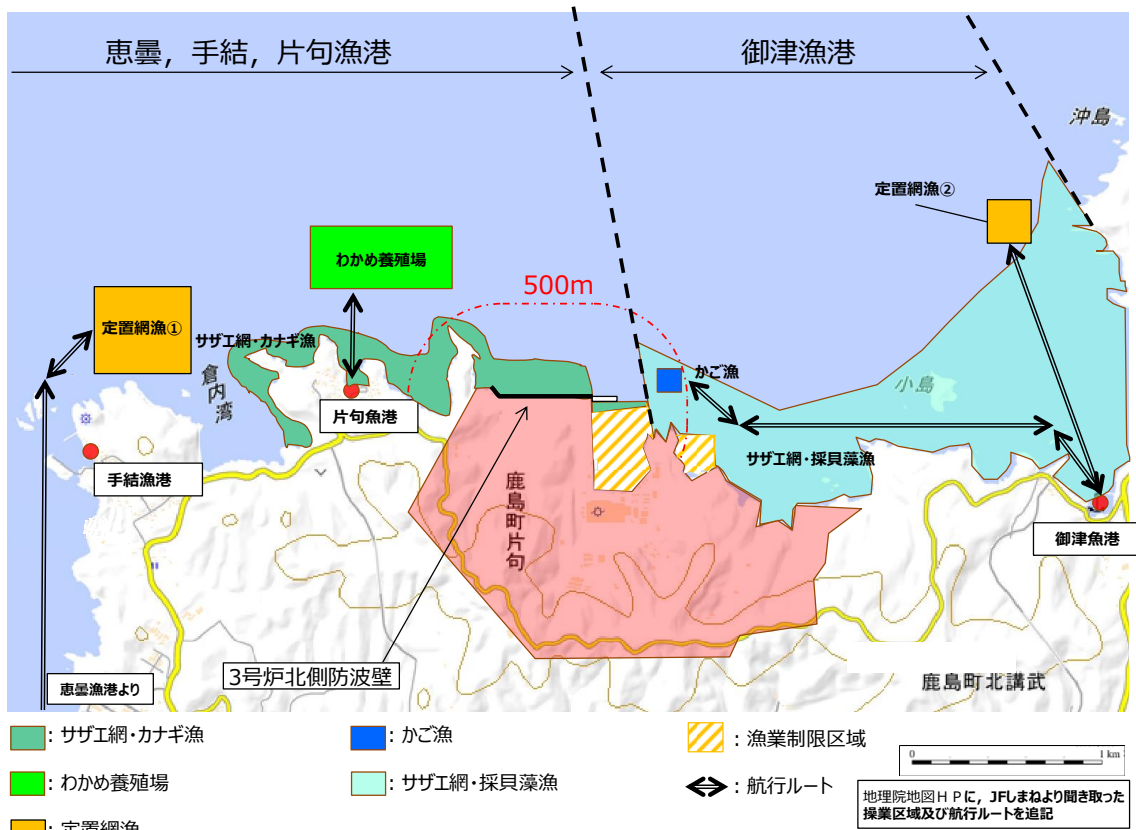 恵曇，手結，片句漁港
御津漁港
沖島
定置網漁②
わかめ養殖場
500m
定置網漁①
サザエ網・カナギ漁
かご漁
小島
倉内湾
片句魚港
サザエ網・採貝藻漁
手結漁港
鹿島町片句
御津魚港
3号炉北側防波壁
恵曇漁港より
鹿島町北講武
：サザエ網・カナギ漁
：かご漁
：漁業制限区域
：わかめ養殖場
：サザエ網・採貝藻漁
：航行ルート
0 1 km
地理院地図ＨＰに，JFしまねより聞き取った
操業区域及び航行ルートを追記
：定置網漁